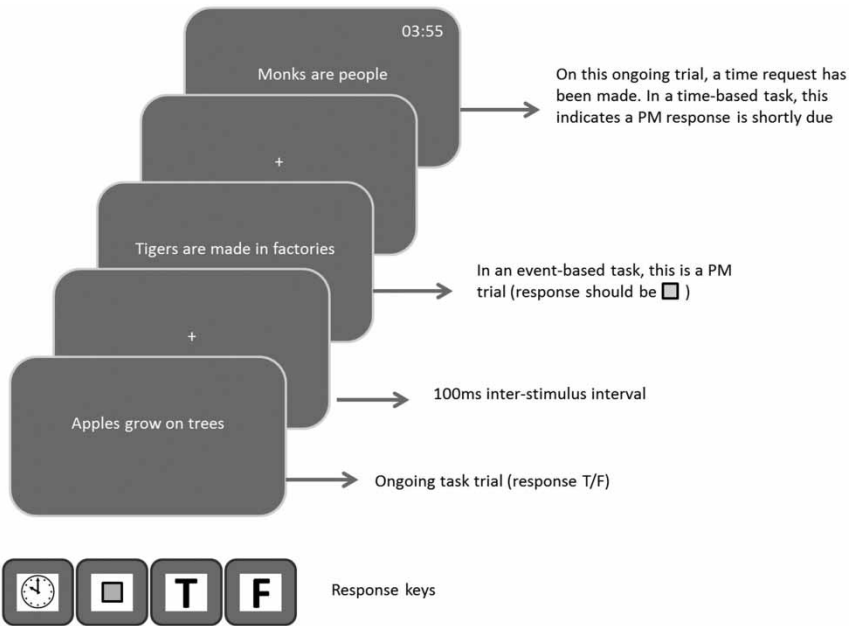 03:55
Monks are people
On this ongoing trial, a time request has
been made. In a time-based task, this
indicates a PM response is shortly due
+
Tigers are made in factories
In an event-based task, this is a PM
trial (response should be )
+
100ms inter-stimulus interval
Apples grow on trees
Ongoing task trial (response T/F)
T F
Response keys